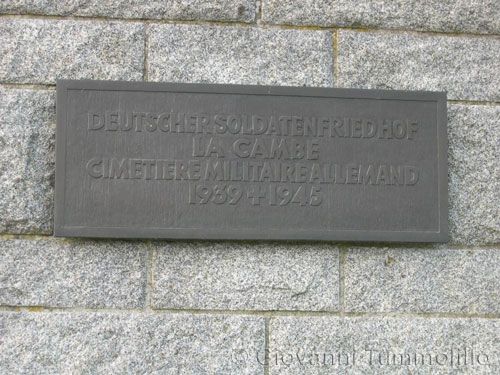 DEUTSCHER SOLDATENFRIEDHOF
LA CAMBE
CIMETIERE MILITAIRE ALLEMAND
1939 + 1945
© Giovanni Tummolillo